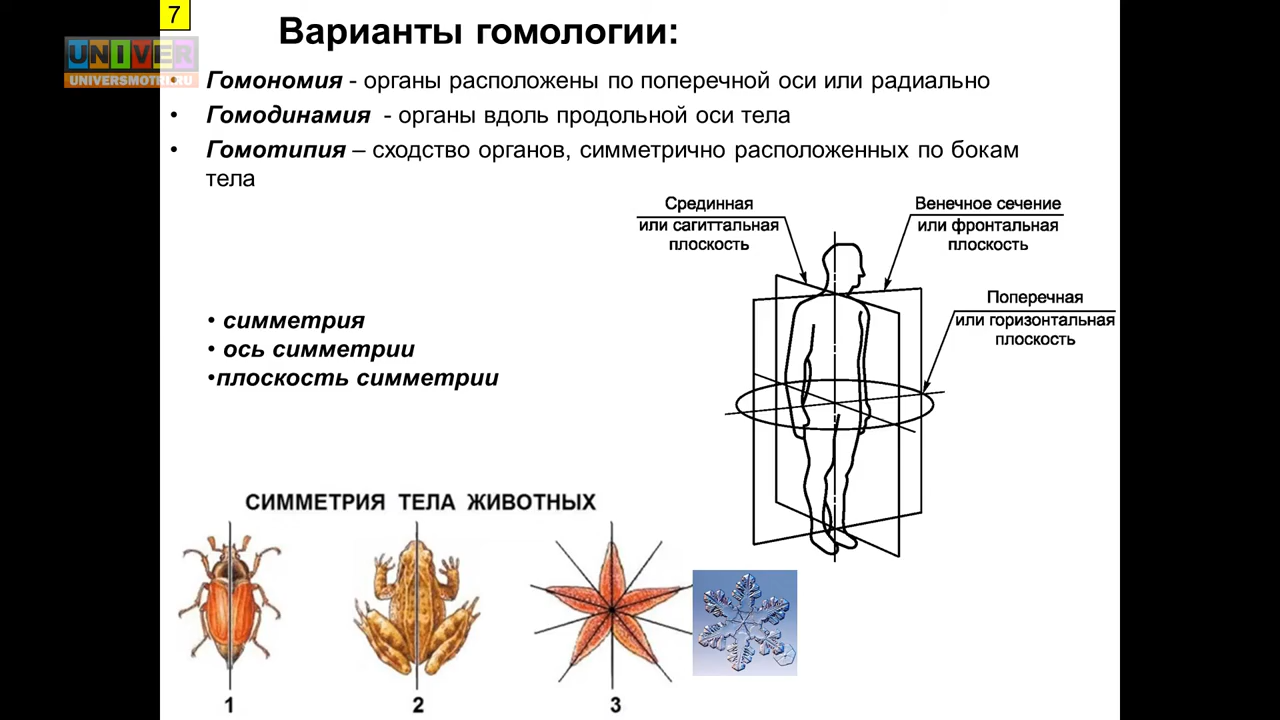 7
Варианты гомологии:
UNIVER
UNIVERSMOTRI.RU
• Гомономия - органы расположены по поперечной оси или радиально
• Гомодинамия - органы вдоль продольной оси тела
• Гомотипия – сходство органов, симметрично расположенных по бокам
тела
Срединная
или сагиттальная
плоскость
Венечное сечение
или фронтальная
плоскость
Поперечная
или горизонтальная
плоскость
• симметрия
• ось симметрии
•плоскость симметрии
СИММЕТРИЯ ТЕЛА ЖИВОТНЫХ
1 2 3